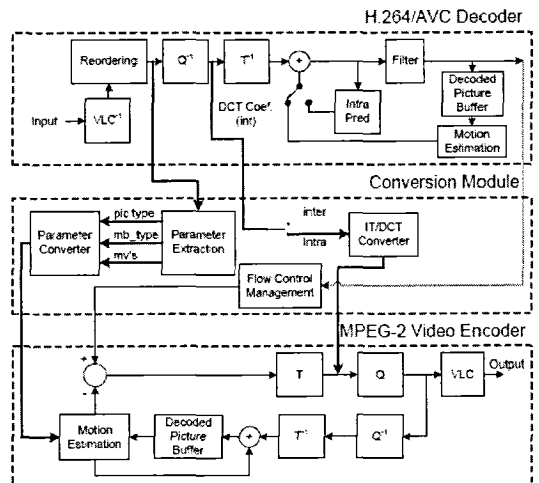 H.264/AVC Decoder
Reordering
Q⁻¹
T⁻¹
+
Filter
Decoded
Picture
Buffer
DCT Coef.
(int)
Intra
Pred
Input
VLC⁻¹
Motion
Estimation
Conversion Module
pic type
Parameter
Converter
mb_type
Parameter
Extraction
mv's
inter
Intra
IT/DCT
Converter
Flow Control
Management
MPEG-2 Video Encoder
+
-
T
Q
VLC
Output
Motion
Estimation
Decoded
Picture
Buffer
+
T⁻¹
Q⁻¹